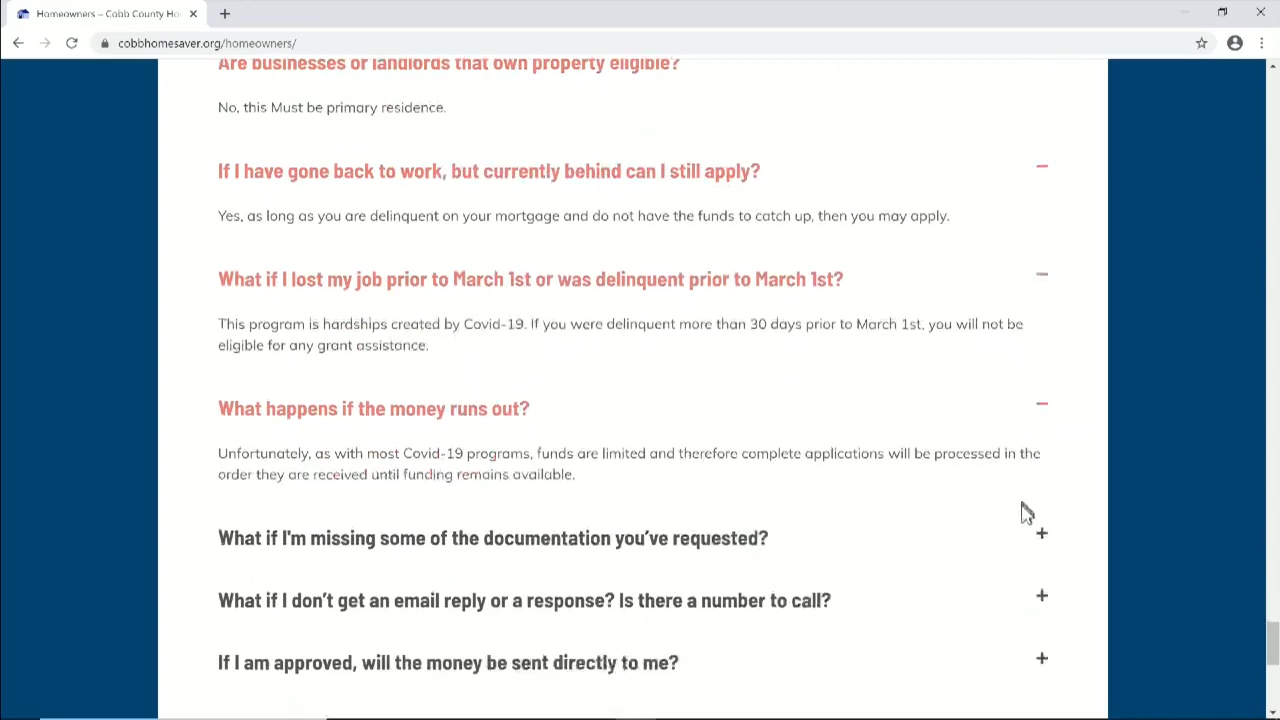 Homeowners – Cobb County Ho
cobbhomesaver.org/homeowners/
Are businesses or landlords that own property eligible?
No, this Must be primary residence.
If I have gone back to work, but currently behind can I still apply?
Yes, as long as you are delinquent on your mortgage and do not have the funds to catch up, then you may apply.
What if I lost my job prior to March 1st or was delinquent prior to March 1st?
This program is hardships created by Covid-19. If you were delinquent more than 30 days prior to March 1st, you will not be
eligible for any grant assistance.
What happens if the money runs out?
Unfortunately, as with most Covid-19 programs, funds are limited and therefore complete applications will be processed in the
order they are received until funding remains available.
What if I'm missing some of the documentation you’ve requested?
What if I don’t get an email reply or a response? Is there a number to call?
If I am approved, will the money be sent directly to me?